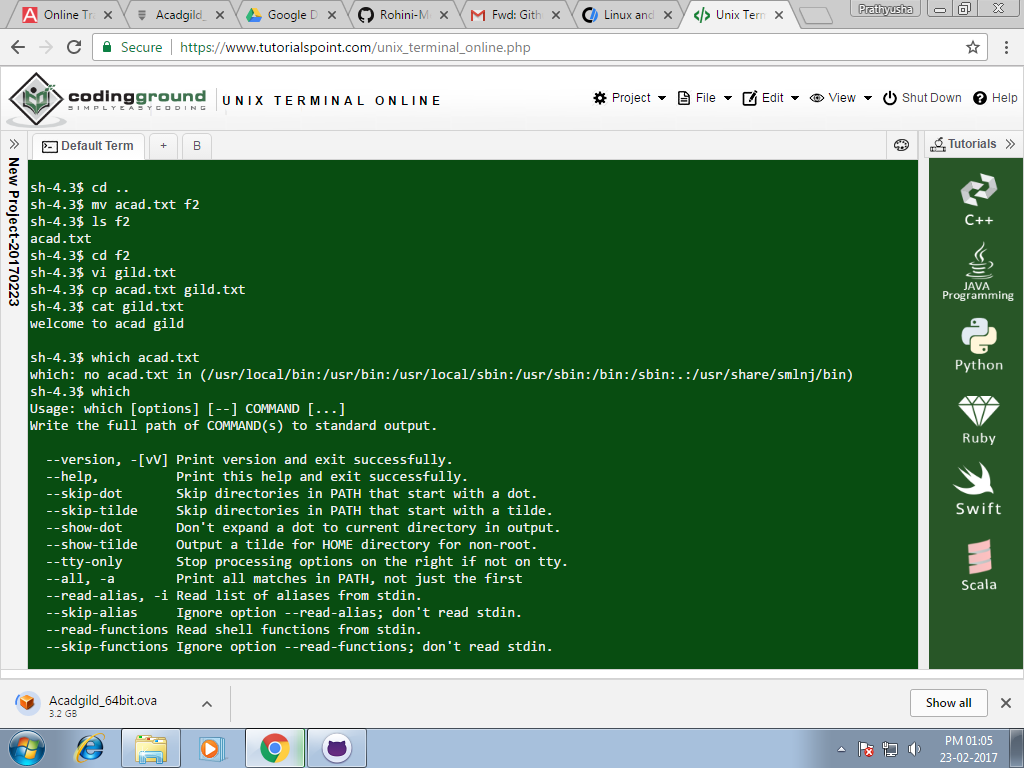 Online Tra
Acadgild_
Google D
Rohini-M
Fwd: Gith
Linux and
Unix Term
Prathyusha
Secure
https://www.tutorialspoint.com/unix_terminal_online.php
codingground
SIMPLYEASYCODING
UNIX TERMINAL ONLINE
Project
File
Edit
View
Shut Down
Help
Default Term
+
B
Tutorials
New Project-20170223
sh-4.3$ cd ..
sh-4.3$ mv acad.txt f2
sh-4.3$ ls f2
acad.txt
sh-4.3$ cd f2
sh-4.3$ vi gild.txt
sh-4.3$ cp acad.txt gild.txt
sh-4.3$ cat gild.txt
welcome to acad gild
sh-4.3$ which acad.txt
which: no acad.txt in (/usr/local/bin:/usr/bin:/usr/local/sbin:/usr/sbin:/bin:/sbin:.:/usr/share/smlnj/bin)
sh-4.3$ which
Usage: which [options] [--] COMMAND [...]
Write the full path of COMMAND(s) to standard output.
--version, -[vV] Print version and exit successfully.
--help, Print this help and exit successfully.
--skip-dot Skip directories in PATH that start with a dot.
--skip-tilde Skip directories in PATH that start with a tilde.
--show-dot Don't expand a dot to current directory in output.
--show-tilde Output a tilde for HOME directory for non-root.
--tty-only Stop processing options on the right if not on tty.
--all, -a Print all matches in PATH, not just the first
--read-alias, -i Read list of aliases from stdin.
--skip-alias Ignore option --read-alias; don't read stdin.
--read-functions Read shell functions from stdin.
--skip-functions Ignore option --read-functions; don't read stdin.
C++
JAVA
Programming
Python
Ruby
Swift
Scala
Acadgild_64bit.ova
3.2 GB
Show all
PM 01:05
23-02-2017